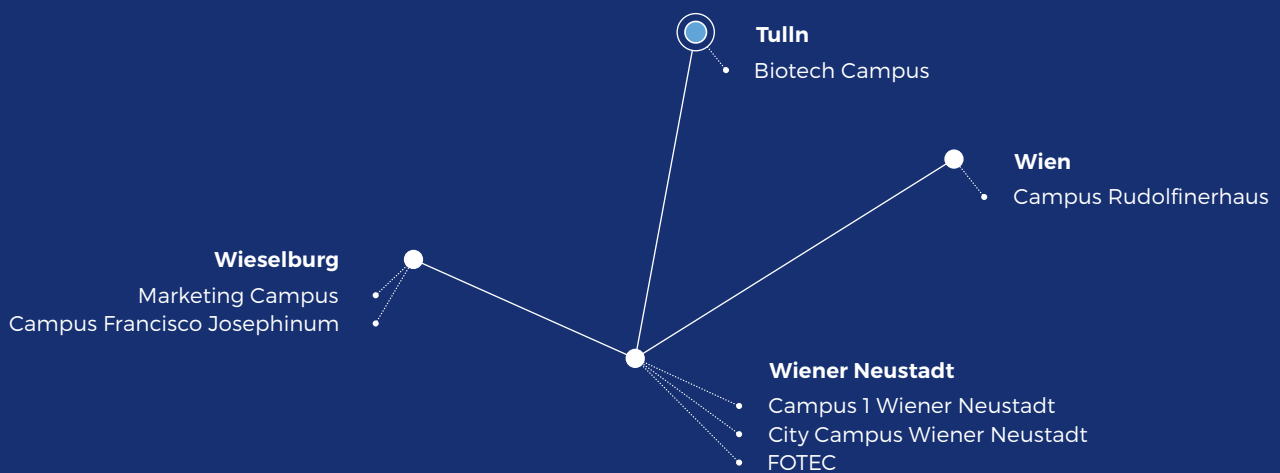 Tulln
Biotech Campus
Wien
Campus Rudolfinerhaus
Wieselburg
Marketing Campus
Campus Francisco Josephinum
Wiener Neustadt
Campus 1 Wiener Neustadt
City Campus Wiener Neustadt
FOTEC